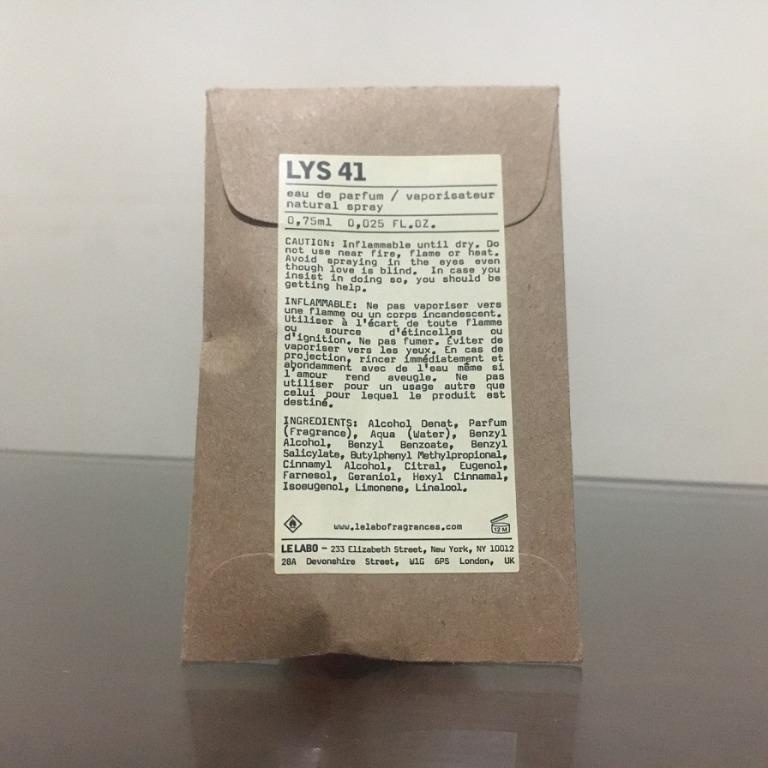 LYS 41
eau de parfum / vaporisateur
natural spray
0,75ml 0,025 FL.OZ.
CAUTION: Inflammable until dry. Do
not use near fire, flame or heat.
Avoid spraying in the eyes even
though love is blind. In case you
insist in doing so, you should be
getting help.
INFLAMMABLE: Ne pas vaporiser vers
une flamme ou un corps incandescent.
Utiliser à l'écart de toute flamme
ou source d'étincelles ou
d'ignition. Ne pas fumer. Éviter de
vaporiser vers les yeux. En cas de
projection, rincer immédiatement et
abondamment avec de l'eau même si
l'amour rend aveugle. Ne pas
utiliser pour un usage autre que
celui pour lequel le produit est
destiné.
INGREDIENTS: Alcohol Denat, Parfum
(Fragrance), Aqua (Water), Benzyl
Alcohol, Benzyl Benzoate, Benzyl
Salicylate, Butylphenyl Methylpropional,
Cinnamyl Alcohol, Citral, Eugenol,
Farnesol, Geraniol, Hexyl Cinnamal,
Isoeugenol, Limonene, Linalool.
www.lelabofragrances.com
12 M
LE LABO - 233 Elizabeth Street, New York, NY 10012
28A Devonshire Street, W1G 6PS London, UK